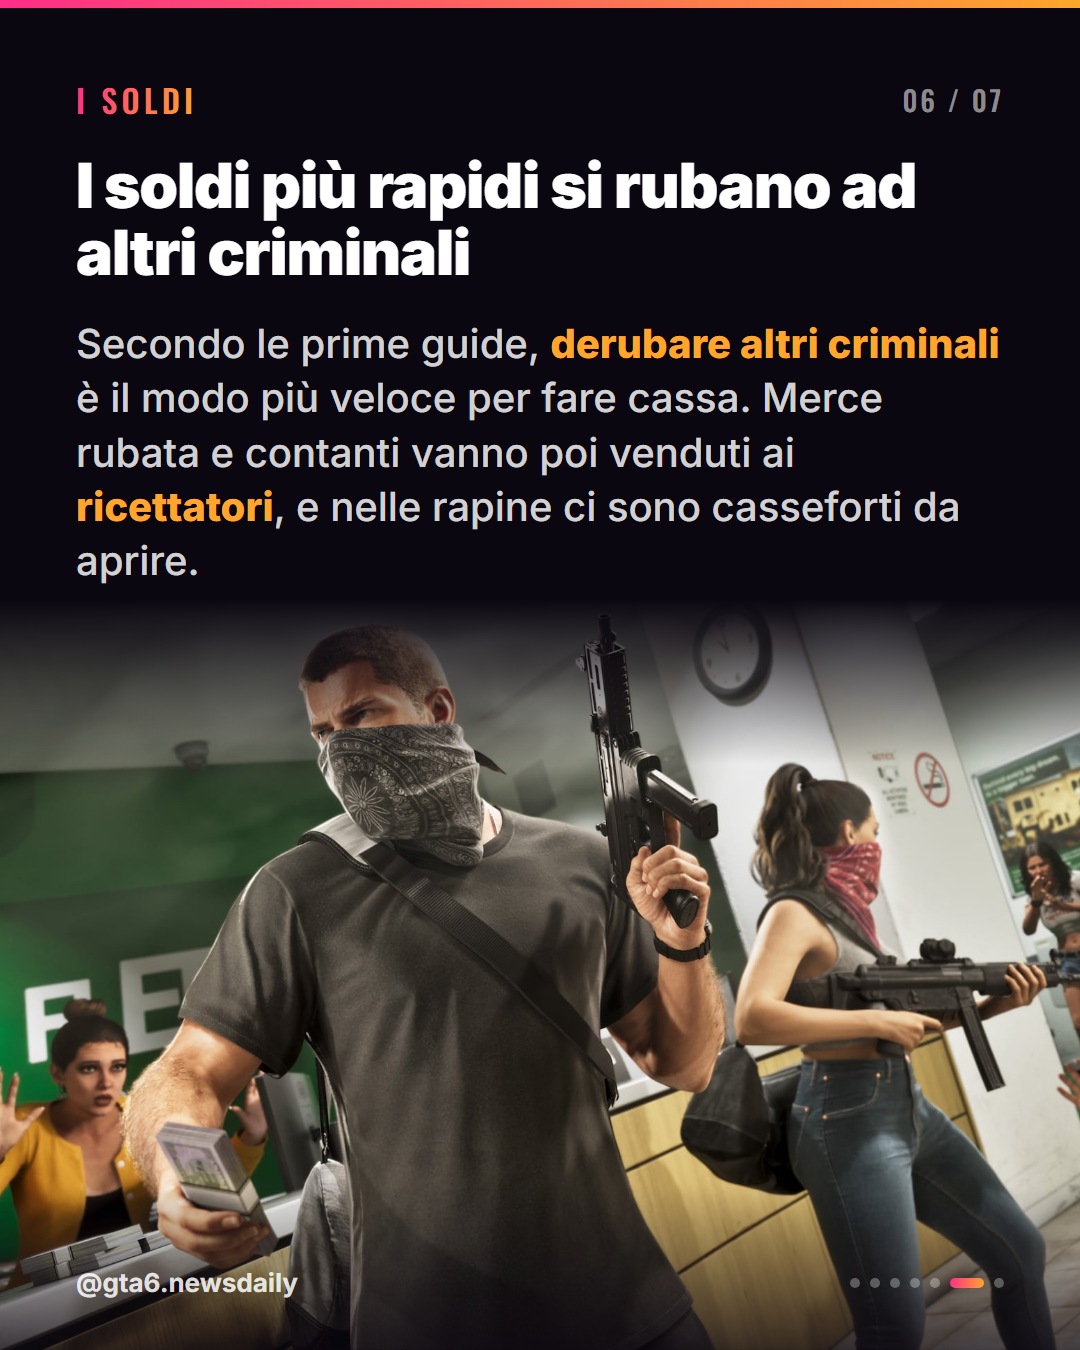 I SOLDI
06 / 07
I soldi più rapidi si rubano ad
altri criminali
Secondo le prime guide, derubare altri criminali
è il modo più veloce per fare cassa. Merce
rubata e contanti vanno poi venduti ai
ricettatori, e nelle rapine ci sono casseforti da
aprire.
NOTICE
FE
@gta6.newsdaily